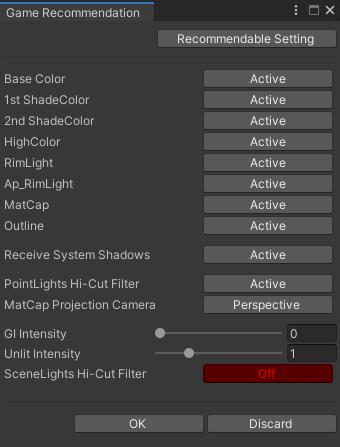 Game Recommendation
Recommendable Setting
Base Color Active
1st ShadeColor Active
2nd ShadeColor Active
HighColor Active
RimLight Active
Ap_RimLight Active
MatCap Active
Outline Active
Receive System Shadows Active
PointLights Hi-Cut Filter Active
MatCap Projection Camera Perspective
GI Intensity 0
Unlit Intensity 1
SceneLights Hi-Cut Filter Off
OK Discard